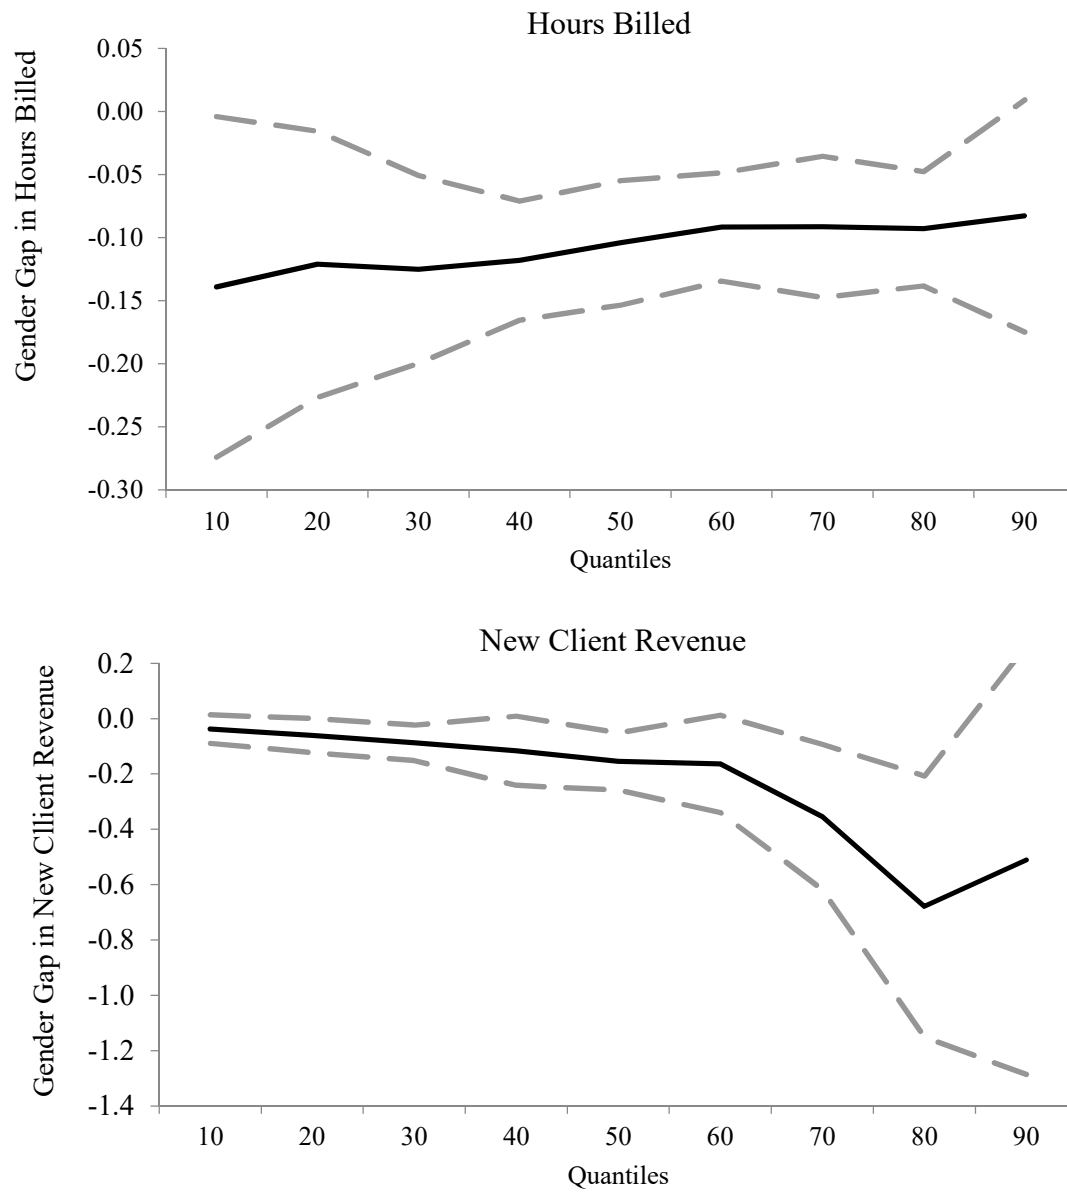 Hours Billed
Gender Gap in Hours Billed
0.05
0.00
-0.05
-0.10
-0.15
-0.20
-0.25
-0.30
10 20 30 40 50 60 70 80 90
Quantiles
New Client Revenue
Gender Gap in New Cllient Revenue
0.2
0.0
-0.2
-0.4
-0.6
-0.8
-1.0
-1.2
-1.4
10 20 30 40 50 60 70 80 90
Quantiles